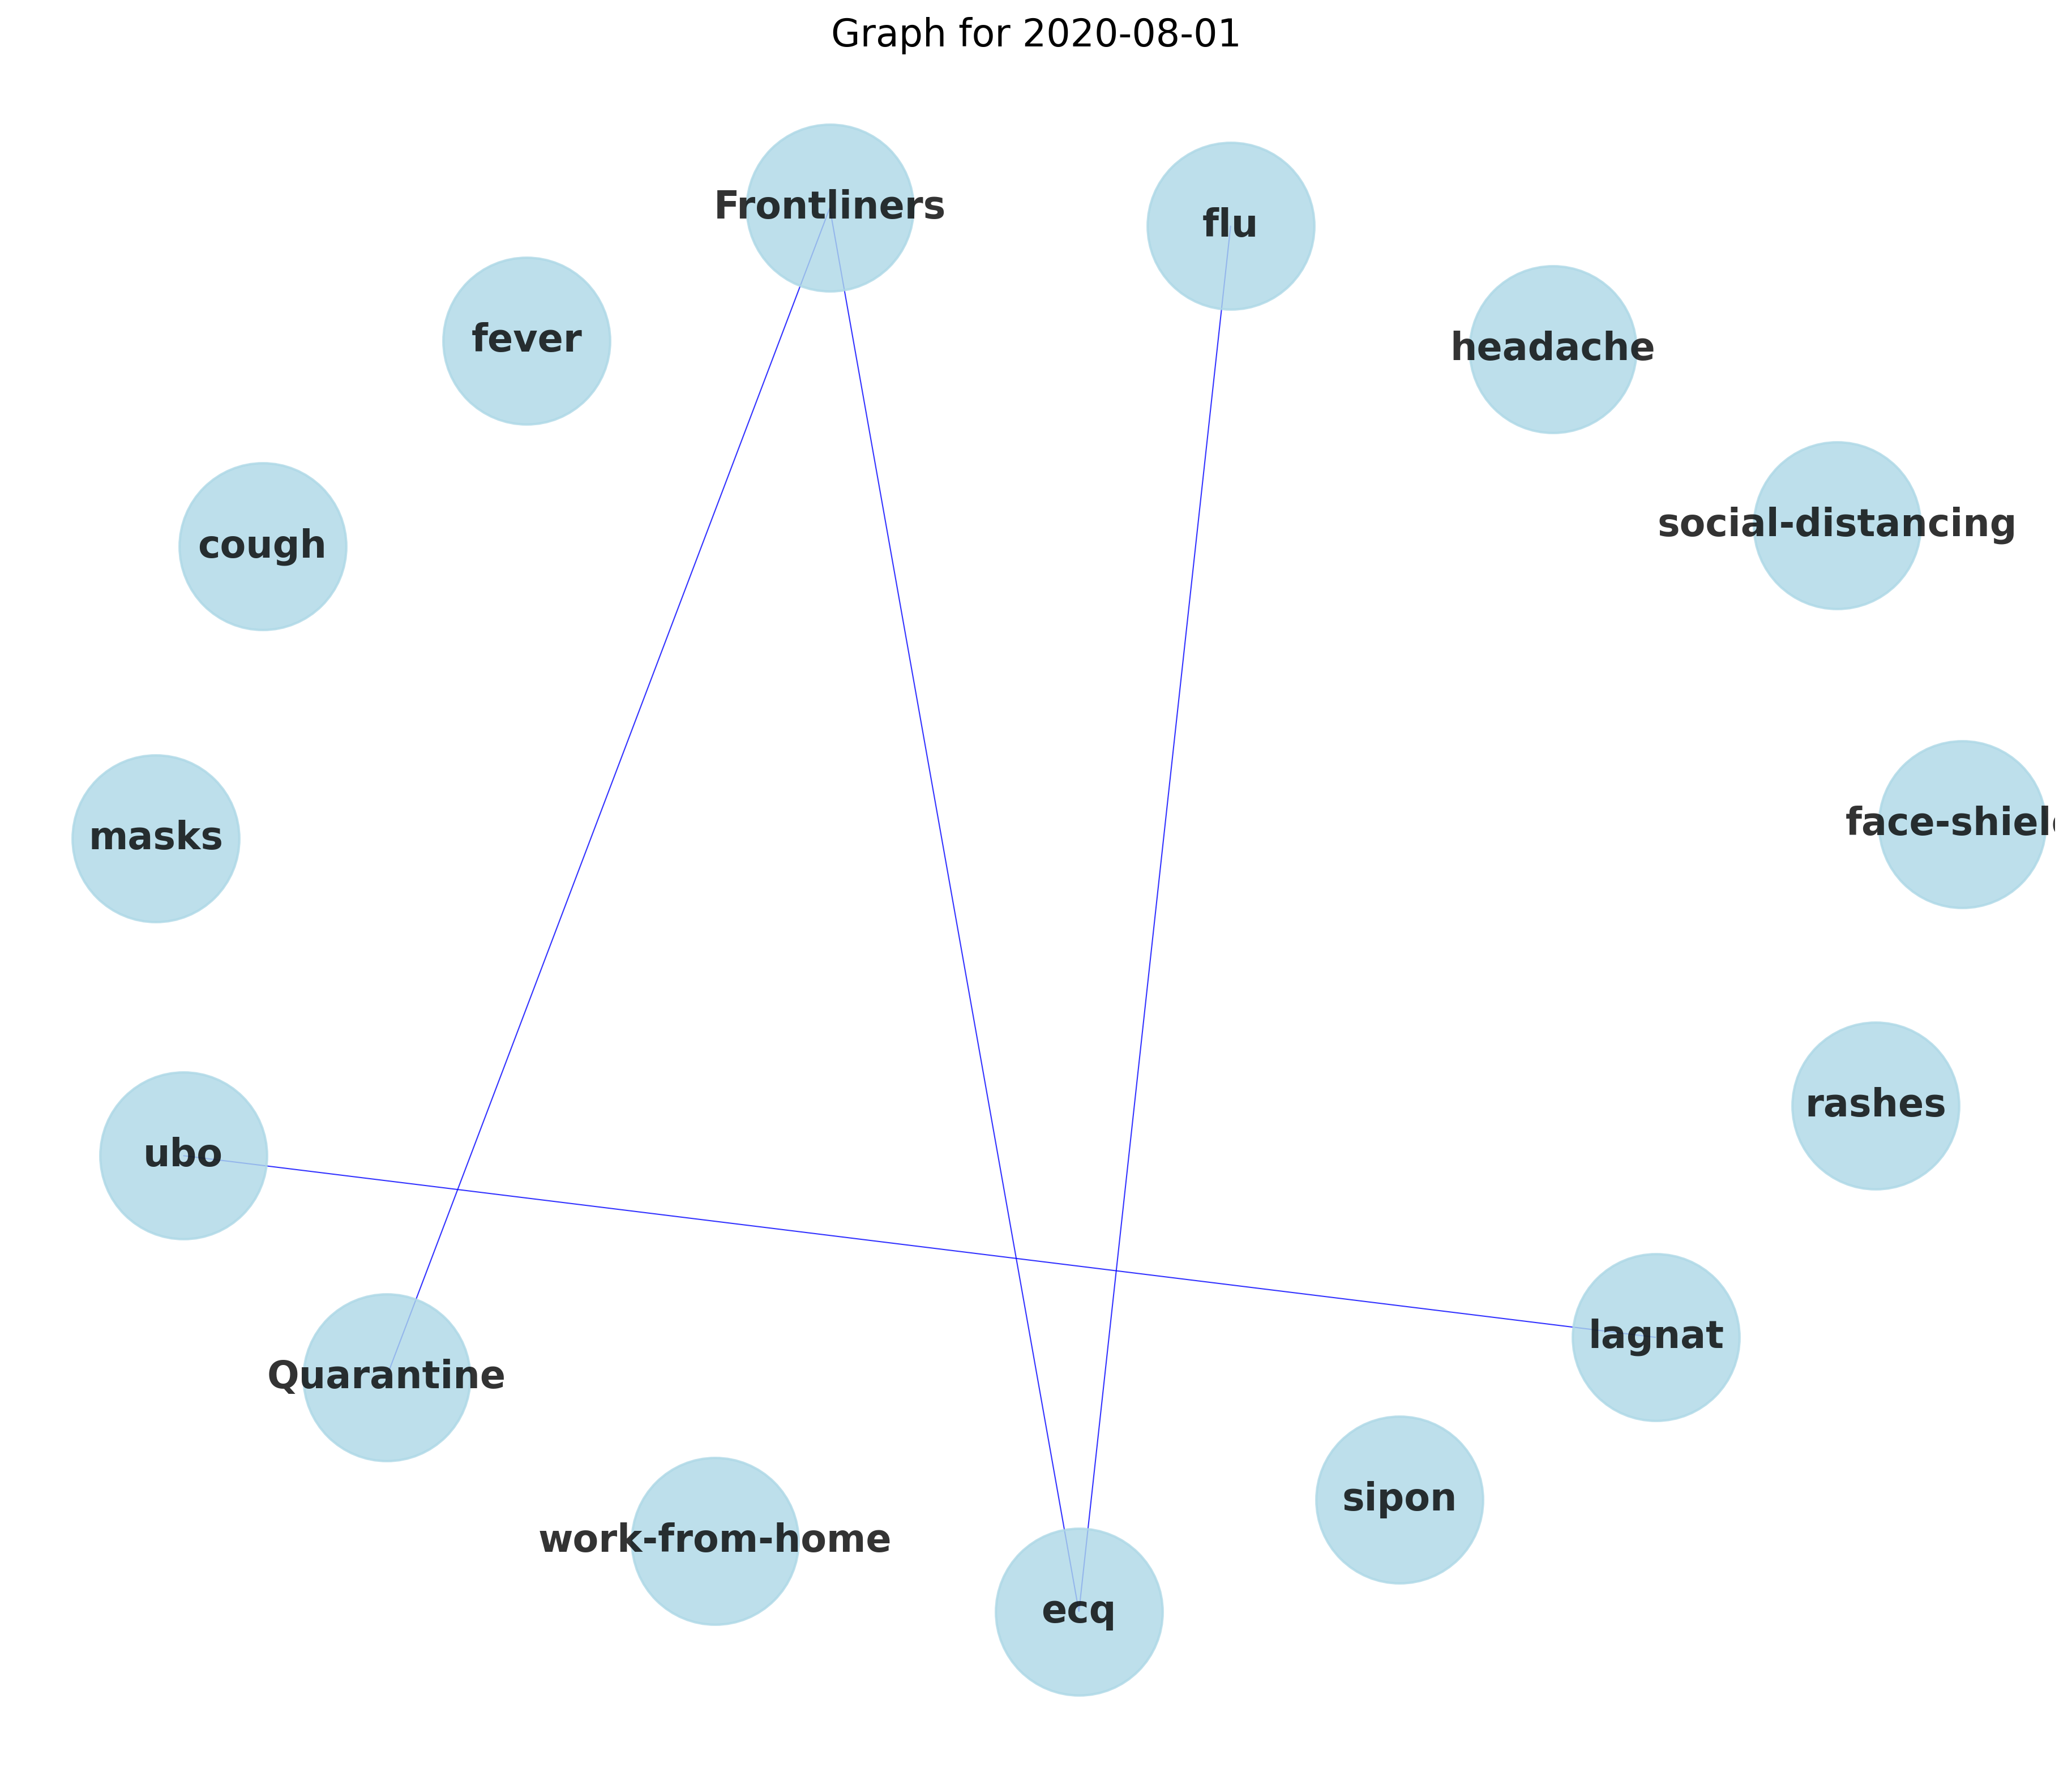 Graph for 2020-08-01
Frontliners
flu
fever
headache
social-distancing
cough
face-shiel
masks
rashes
ubo
lagnat
Quarantine
sipon
work-from-home
ecq